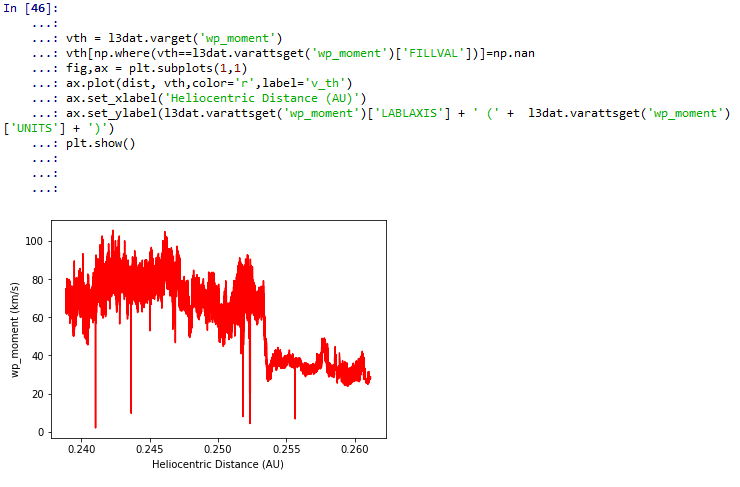 In [46]:
    ...:
    ...: vth = l3dat.varget('wp_moment')
    ...: vth[np.where(vth==l3dat.varattsget('wp_moment')['FILLVAL'])]=np.nan
    ...: fig,ax = plt.subplots(1,1)
    ...: ax.plot(dist, vth,color='r',label='v_th')
    ...: ax.set_xlabel('Heliocentric Distance (AU)')
    ...: ax.set_ylabel(l3dat.varattsget('wp_moment')['LABLAXIS'] + ' (' +  l3dat.varattsget('wp_moment')
['UNITS'] + ')')
    ...: plt.show()
    ...:
    ...:
    ...:
100
80
60
40
20
0
wp_moment (km/s)
0.240 0.245 0.250 0.255 0.260
Heliocentric Distance (AU)